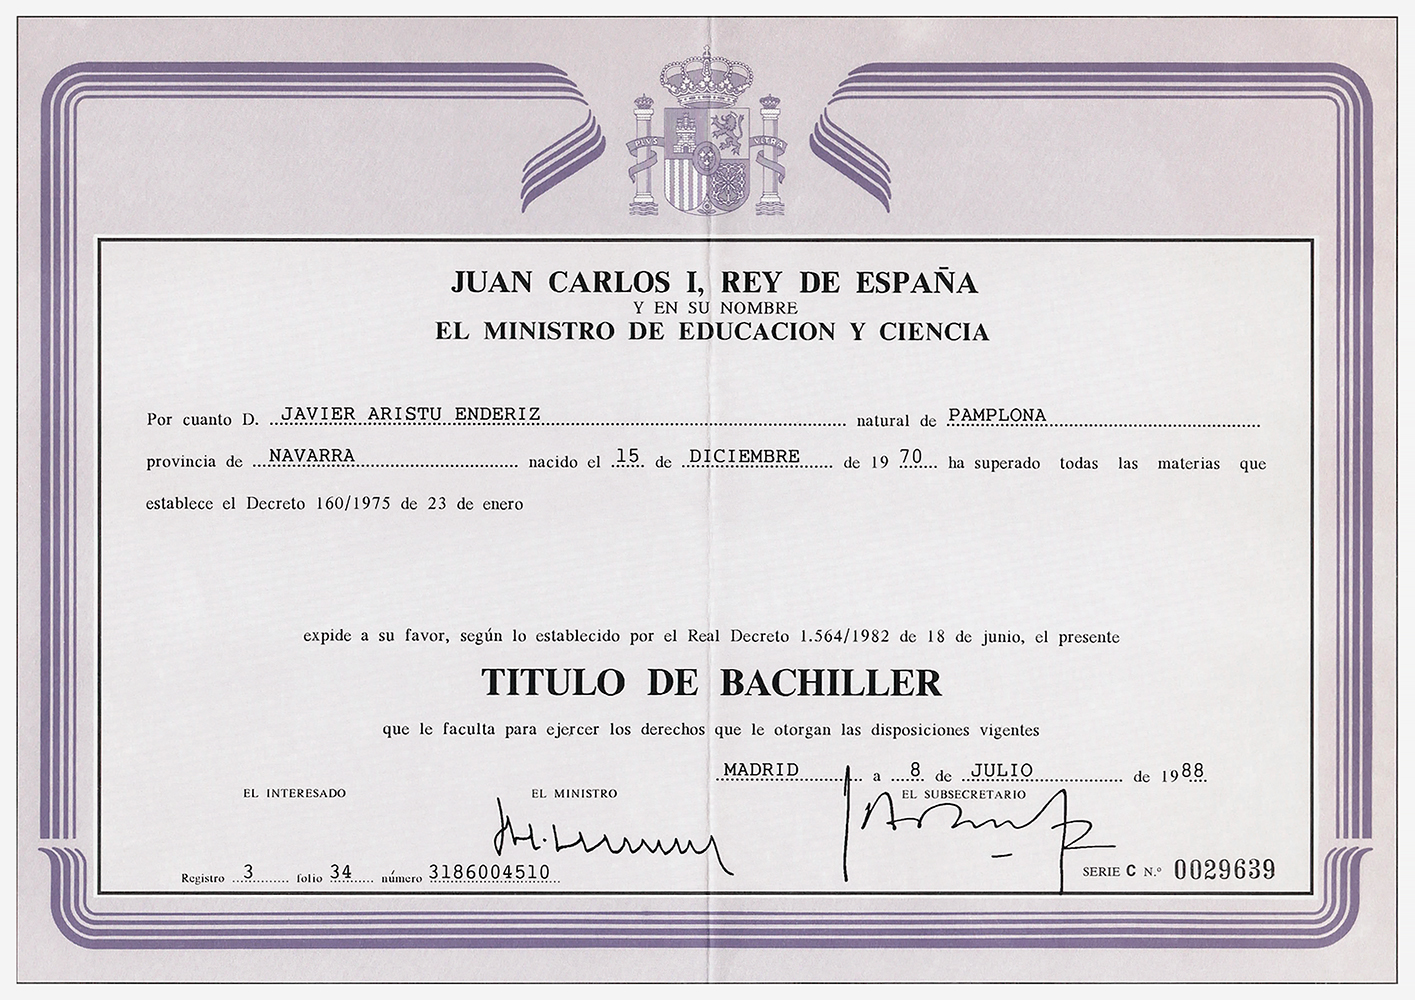 PLVS VLTRA
JUAN CARLOS I, REY DE ESPAÑA
Y EN SU NOMBRE
EL MINISTRO DE EDUCACION Y CIENCIA
Por cuanto D. JAVIER ARISTU ENDERIZ natural de PAMPLONA
provincia de NAVARRA nacido el 15 de DICIEMBRE de 19 70 ha superado todas las materias que
establece el Decreto 160/1975 de 23 de enero
expide a su favor, según lo establecido por el Real Decreto 1.564/1982 de 18 de junio, el presente
TITULO DE BACHILLER
que le faculta para ejercer los derechos que le otorgan las disposiciones vigentes
MADRID a 8 de JULIO de 1988
EL INTERESADO EL MINISTRO EL SUBSECRETARIO
Registro 3 folio 34 número 3186004510 SERIE C N.º 0029639